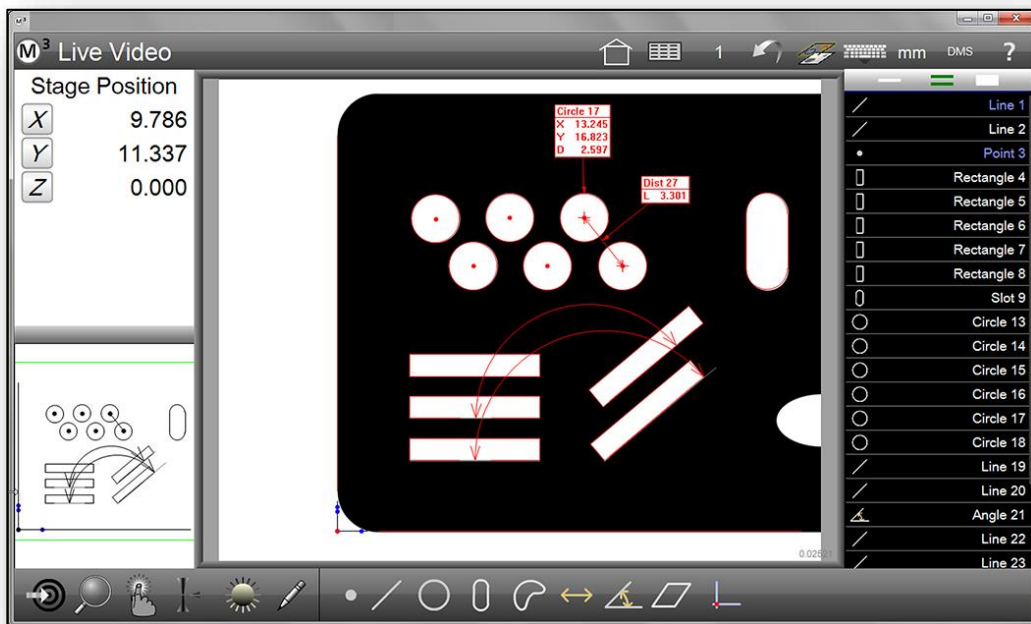 M³
M³ Live Video
1
mm
DMS
?
Stage Position
X 9.786
Y 11.337
Z 0.000
Circle 17
X 13.245
Y 16.823
D 2.597
Dist 27
L 3.301
0.02521
Line 1
Line 2
Point 3
Rectangle 4
Rectangle 5
Rectangle 6
Rectangle 7
Rectangle 8
Slot 9
Circle 13
Circle 14
Circle 15
Circle 16
Circle 17
Circle 18
Line 19
Line 20
Angle 21
Line 22
Line 23